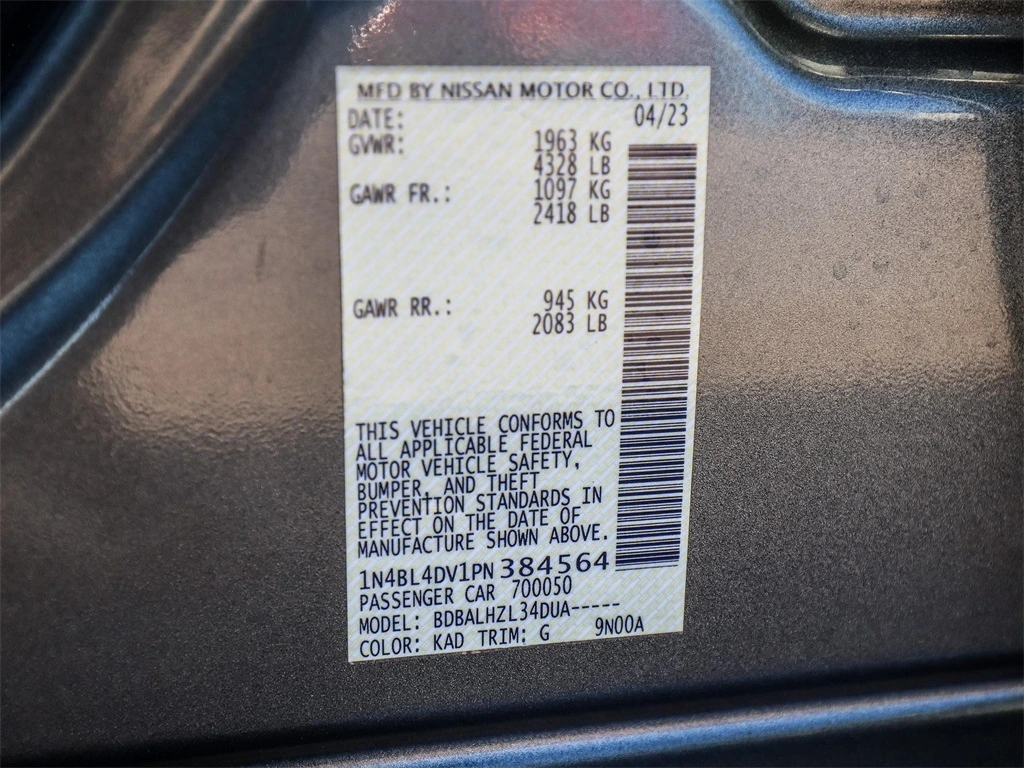 MFD BY NISSAN MOTOR CO., LTD.
DATE: 04/23
GVWR: 1963 KG
4328 LB
GAWR FR.: 1097 KG
2418 LB
GAWR RR.: 945 KG
2083 LB
THIS VEHICLE CONFORMS TO
ALL APPLICABLE FEDERAL
MOTOR VEHICLE SAFETY,
BUMPER, AND THEFT
PREVENTION STANDARDS IN
EFFECT ON THE DATE OF
MANUFACTURE SHOWN ABOVE.
1N4BL4DV1PN 384564
PASSENGER CAR 700050
MODEL: BDBALHZL34DUA-----
COLOR: KAD TRIM: G 9N00A